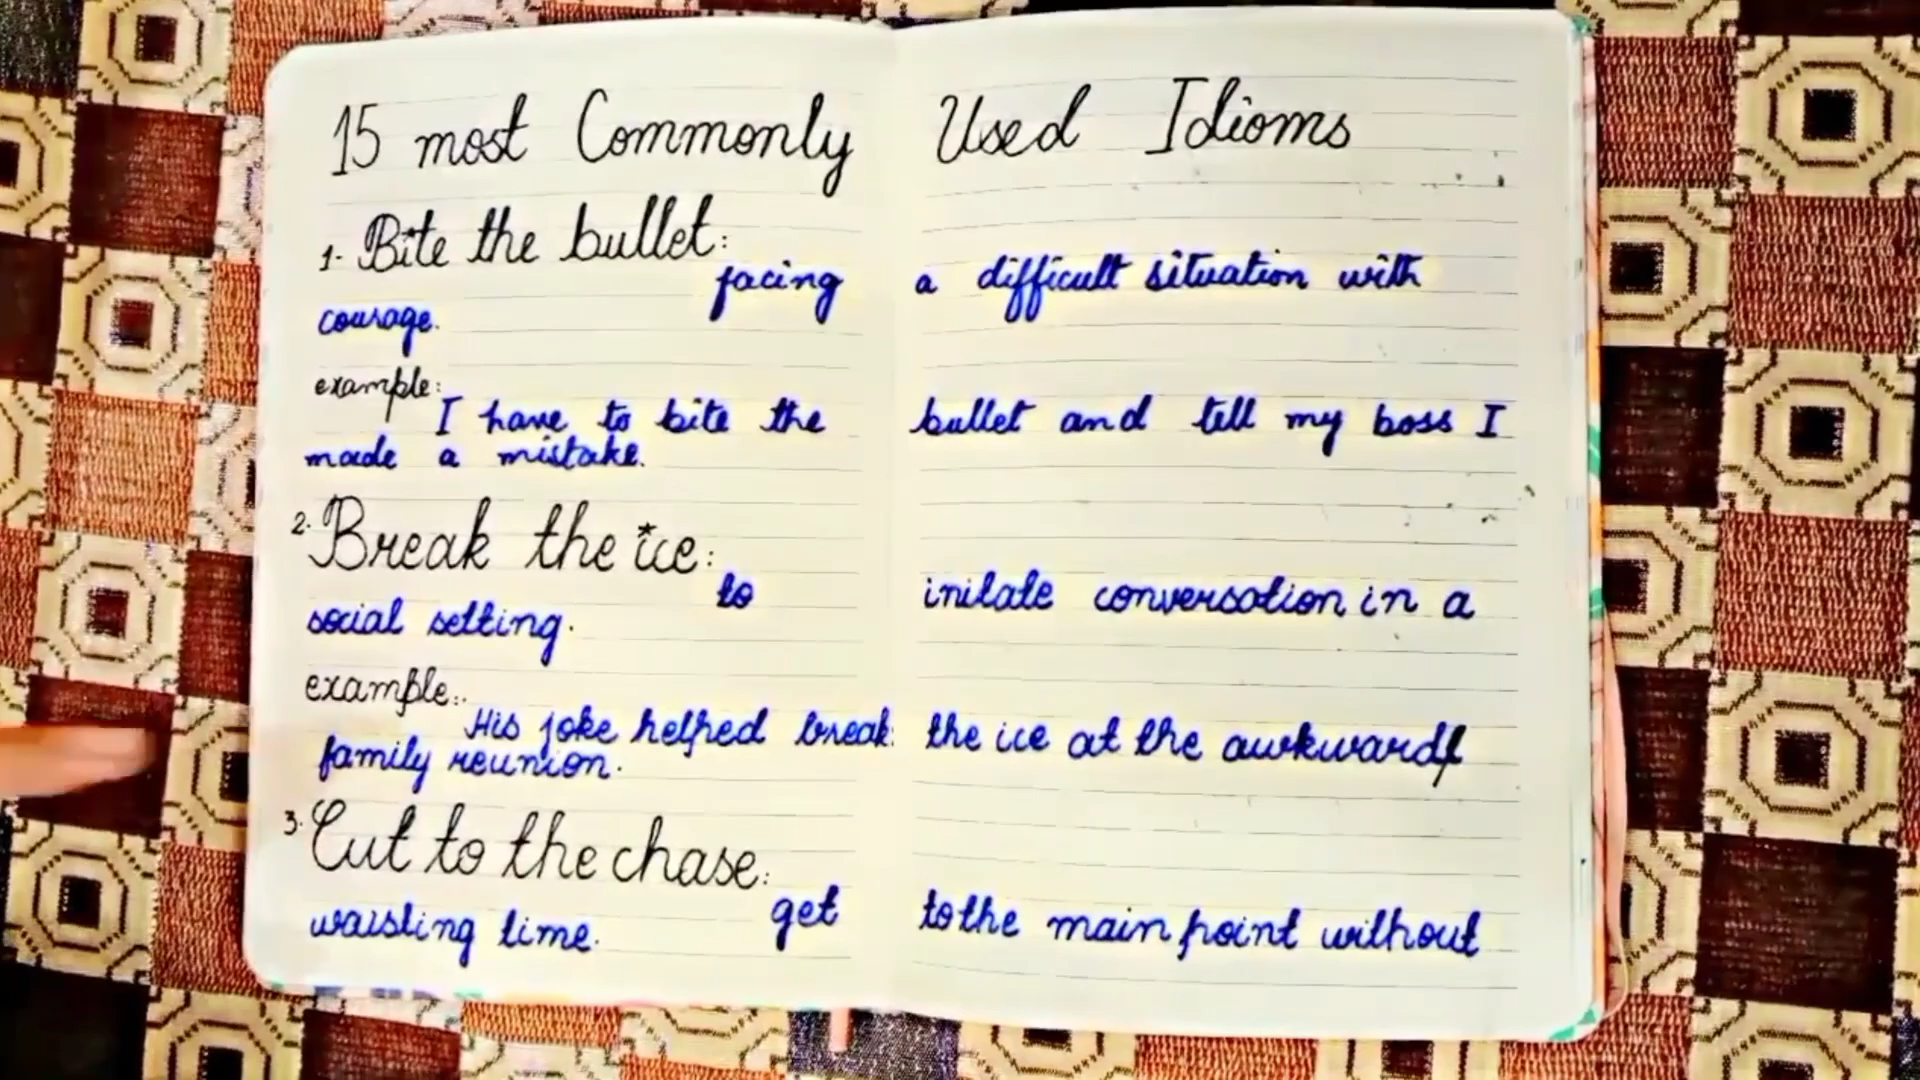 15 most Commonly Used Idioms
1- Bite the bullet:
facing a difficult situation with
courage.
example:
I have to bite the bullet and tell my boss I
made a mistake.
2. Break the ice:
to initate conversation in a
social setting.
example:
His joke helped break the ice at the awkward
family reunion.
3. Cut to the chase:
get to the main point without
waisting time.